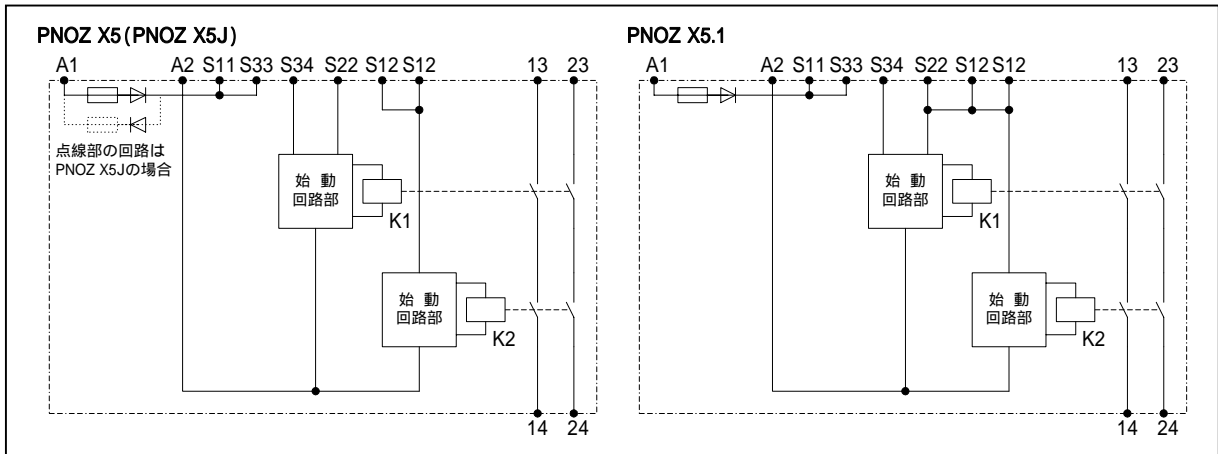 PNOZ X5 (PNOZ X5J)
A1 A2 S11 S33 S34 S22 S12 S12 13 23
点線部の回路は
PNOZ X5Jの場合
始 動
回路部
K1
始 動
回路部
K2
14 24
PNOZ X5.1
A1 A2 S11 S33 S34 S22 S12 S12 13 23
始 動
回路部
K1
始 動
回路部
K2
14 24